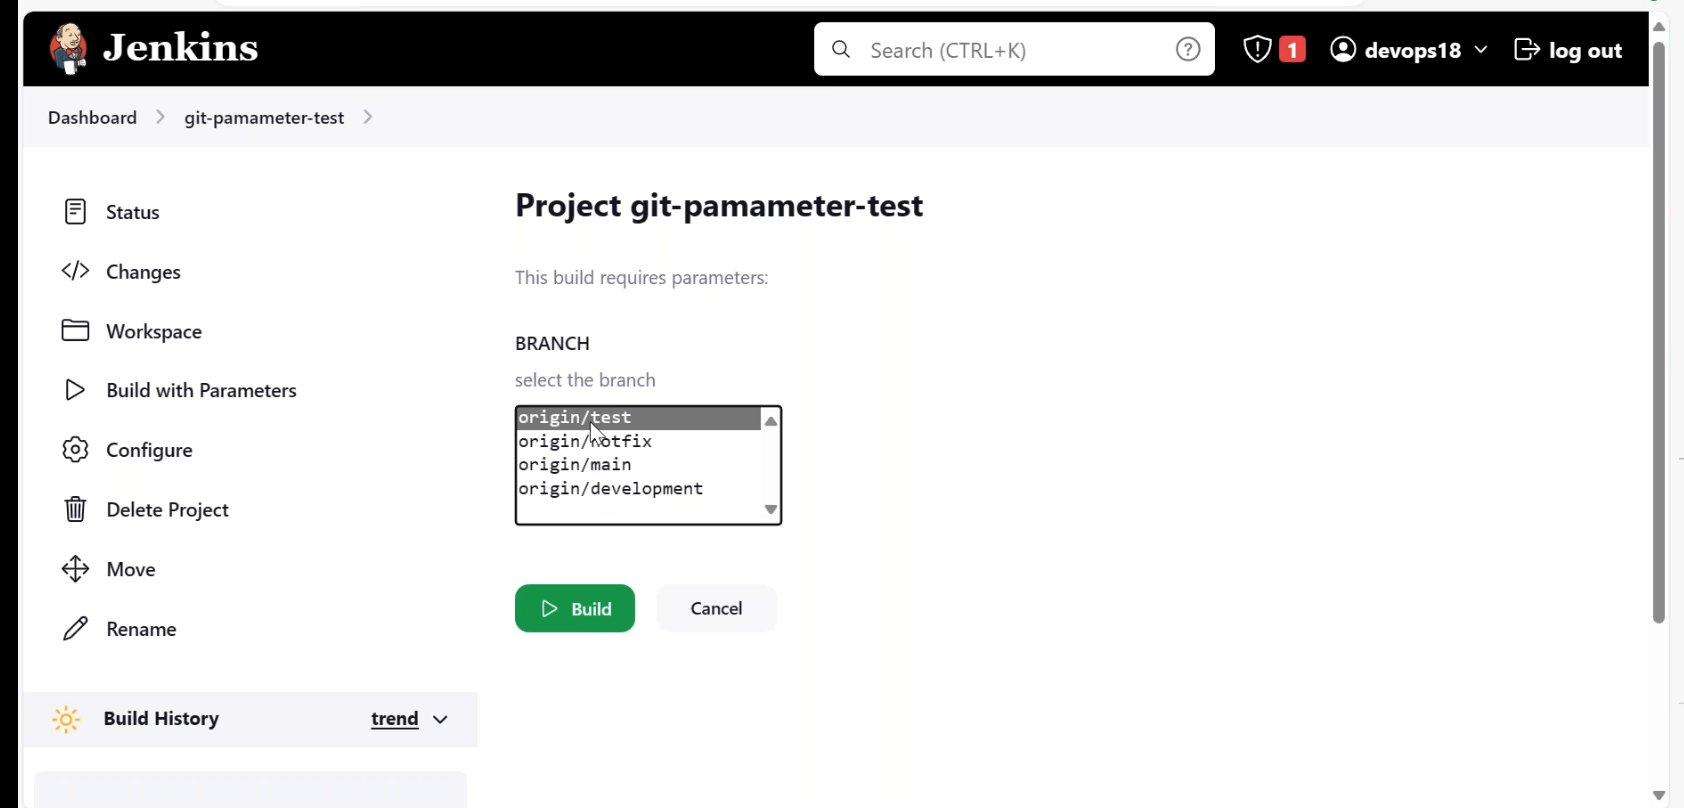 Jenkins
Search (CTRL+K)
1
devops18
log out
Dashboard
git-pamameter-test
Status
Changes
Workspace
Build with Parameters
Configure
Delete Project
Move
Rename
Build History
trend
Project git-pamameter-test
This build requires parameters:
BRANCH
select the branch
origin/test
origin/hotfix
origin/main
origin/development
Build
Cancel